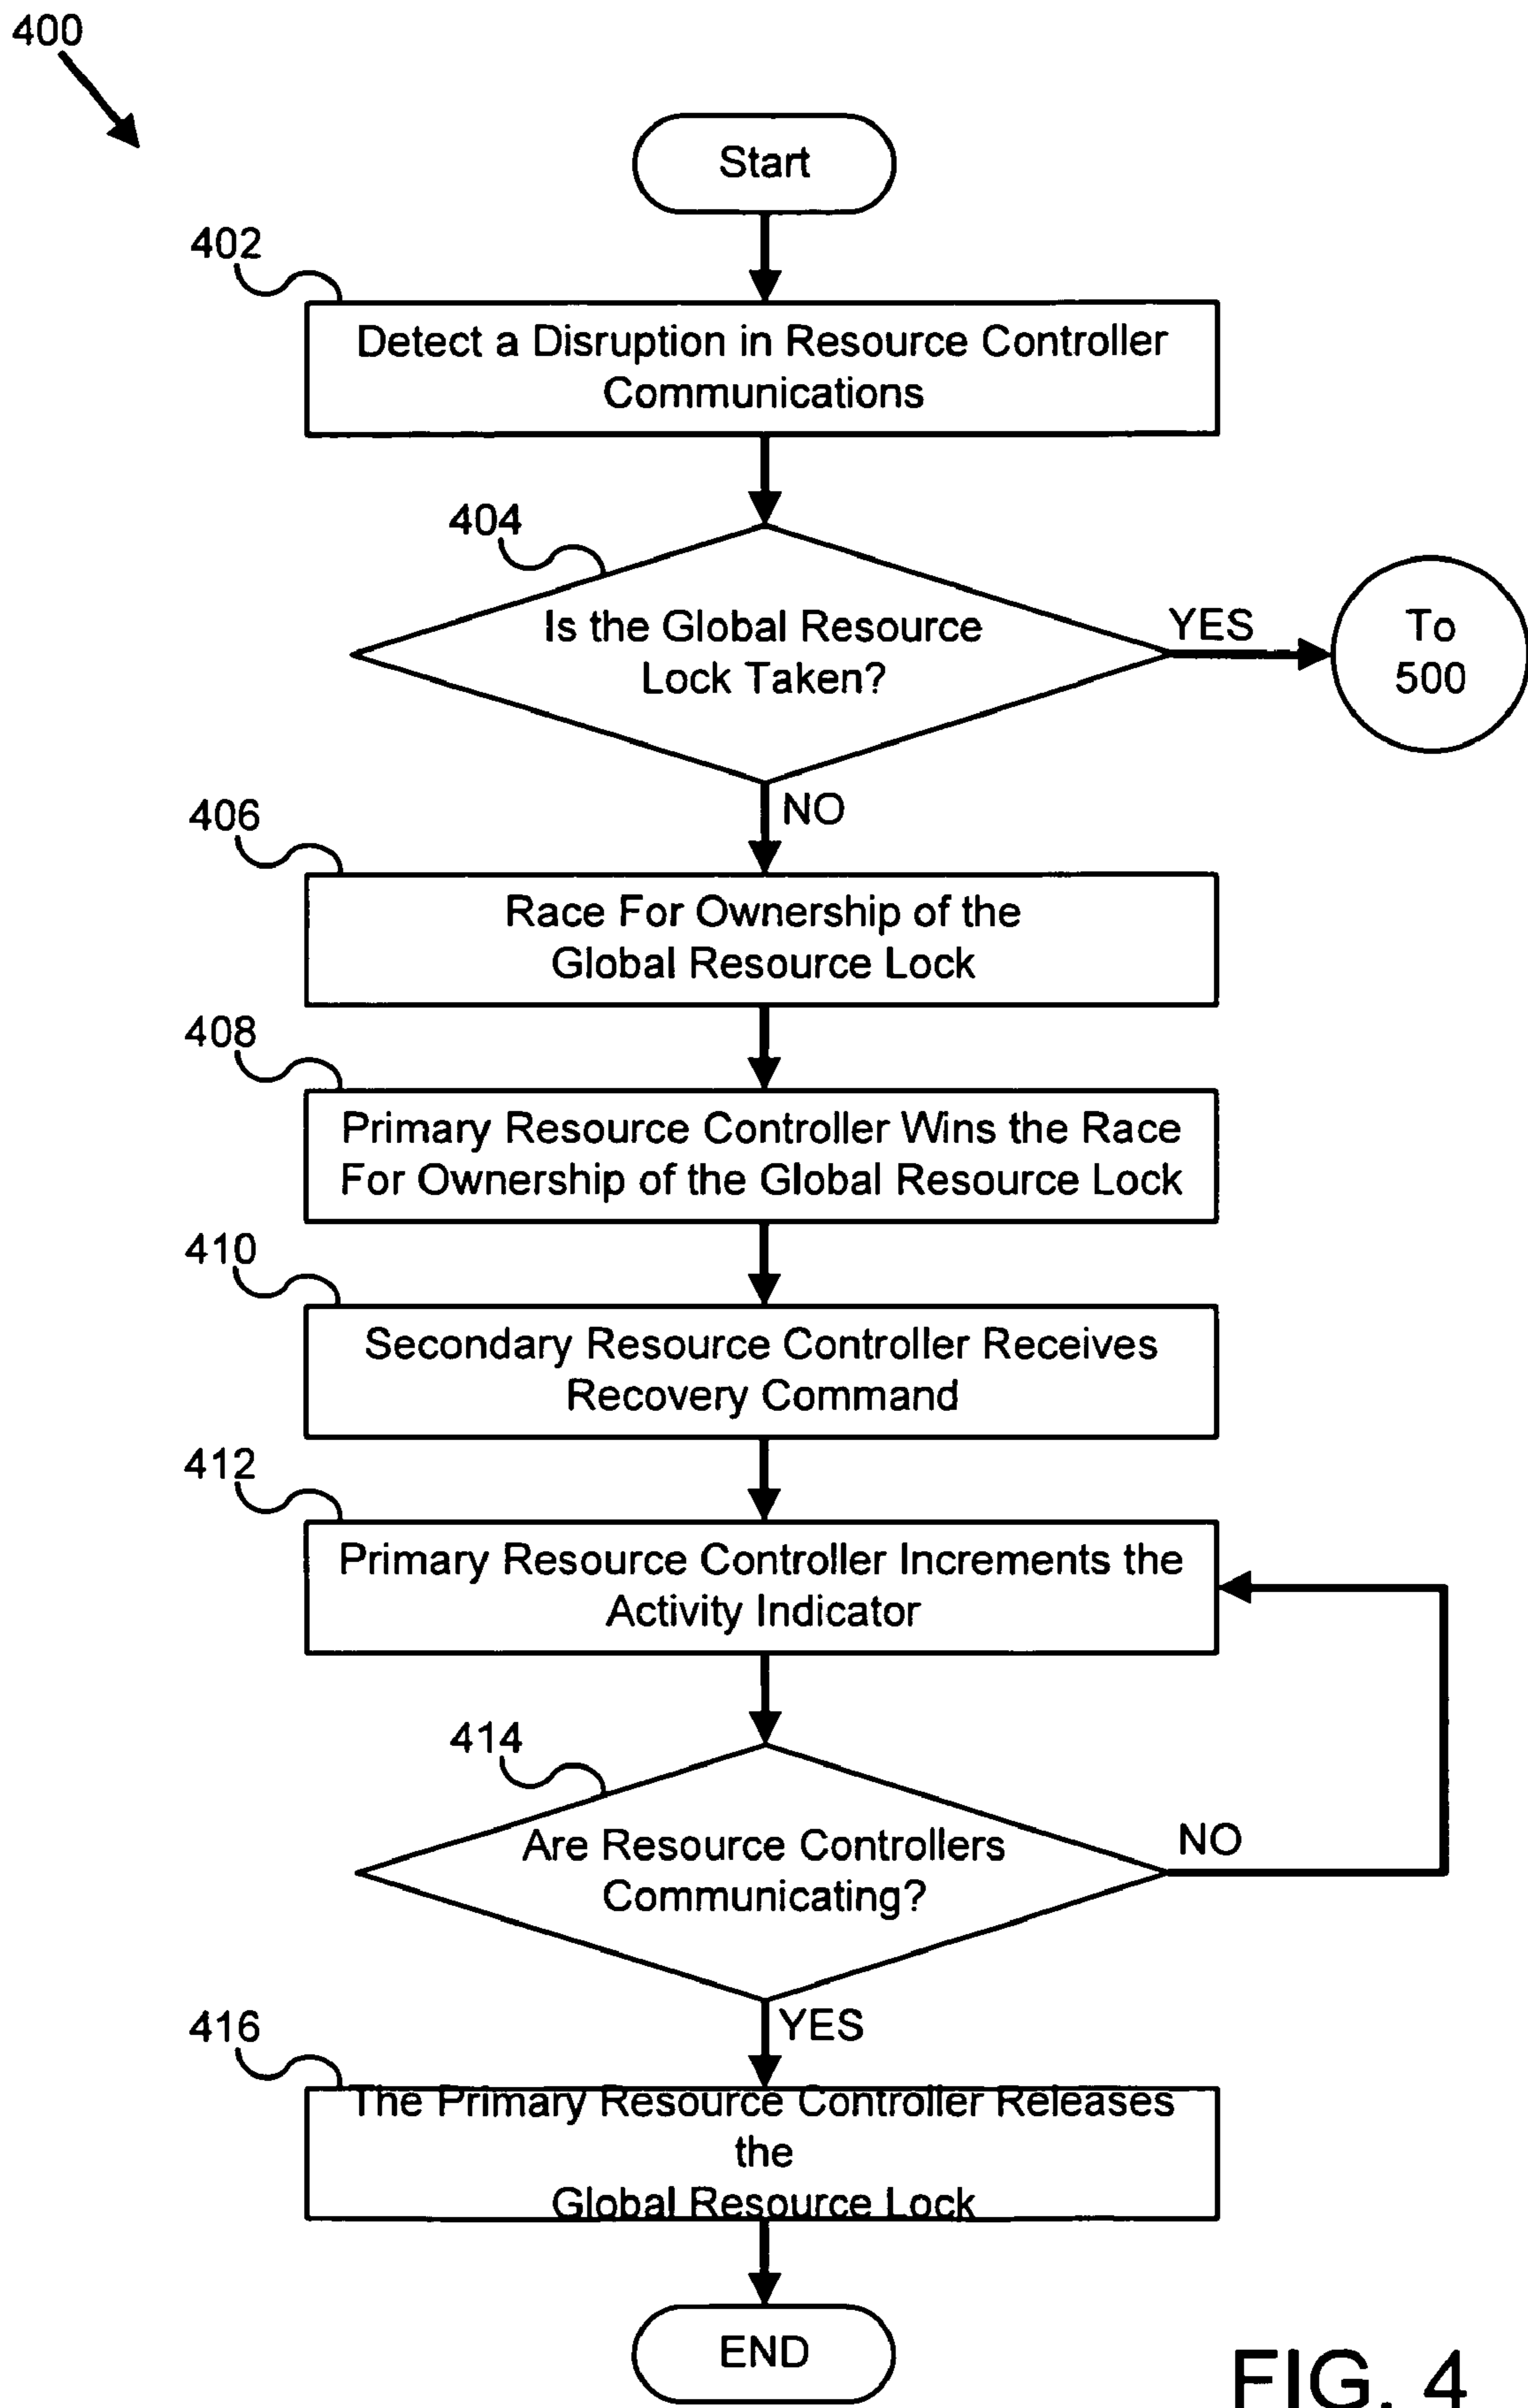 400
Start
402
Detect a Disruption in Resource Controller
Communications
404
Is the Global Resource
Lock Taken?
YES
To
500
NO
406
Race For Ownership of the
Global Resource Lock
408
Primary Resource Controller Wins the Race
For Ownership of the Global Resource Lock
410
Secondary Resource Controller Receives
Recovery Command
412
Primary Resource Controller Increments the
Activity Indicator
414
Are Resource Controllers
Communicating?
NO
YES
416
The Primary Resource Controller Releases
the
Global Resource Lock
END
FIG. 4